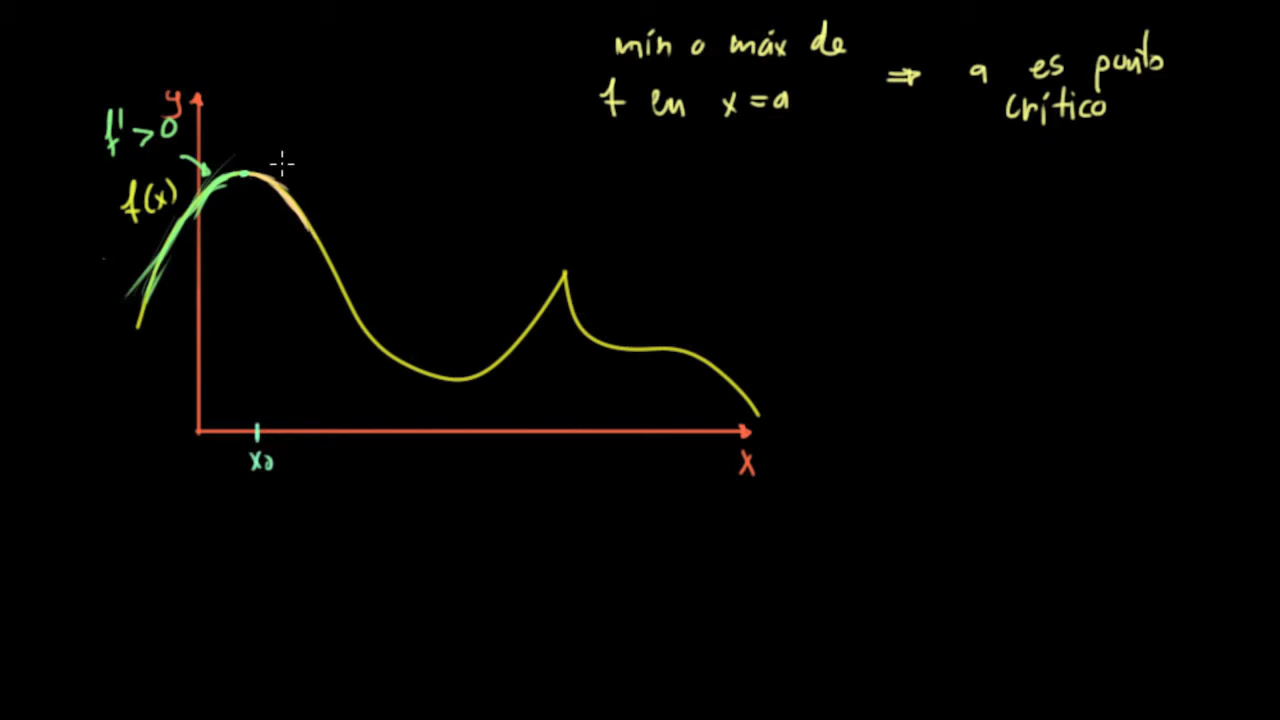 mín o máx de
f en x = a
⇒ a es punto
crítico
y
f' > 0
f(x)
x₀
x